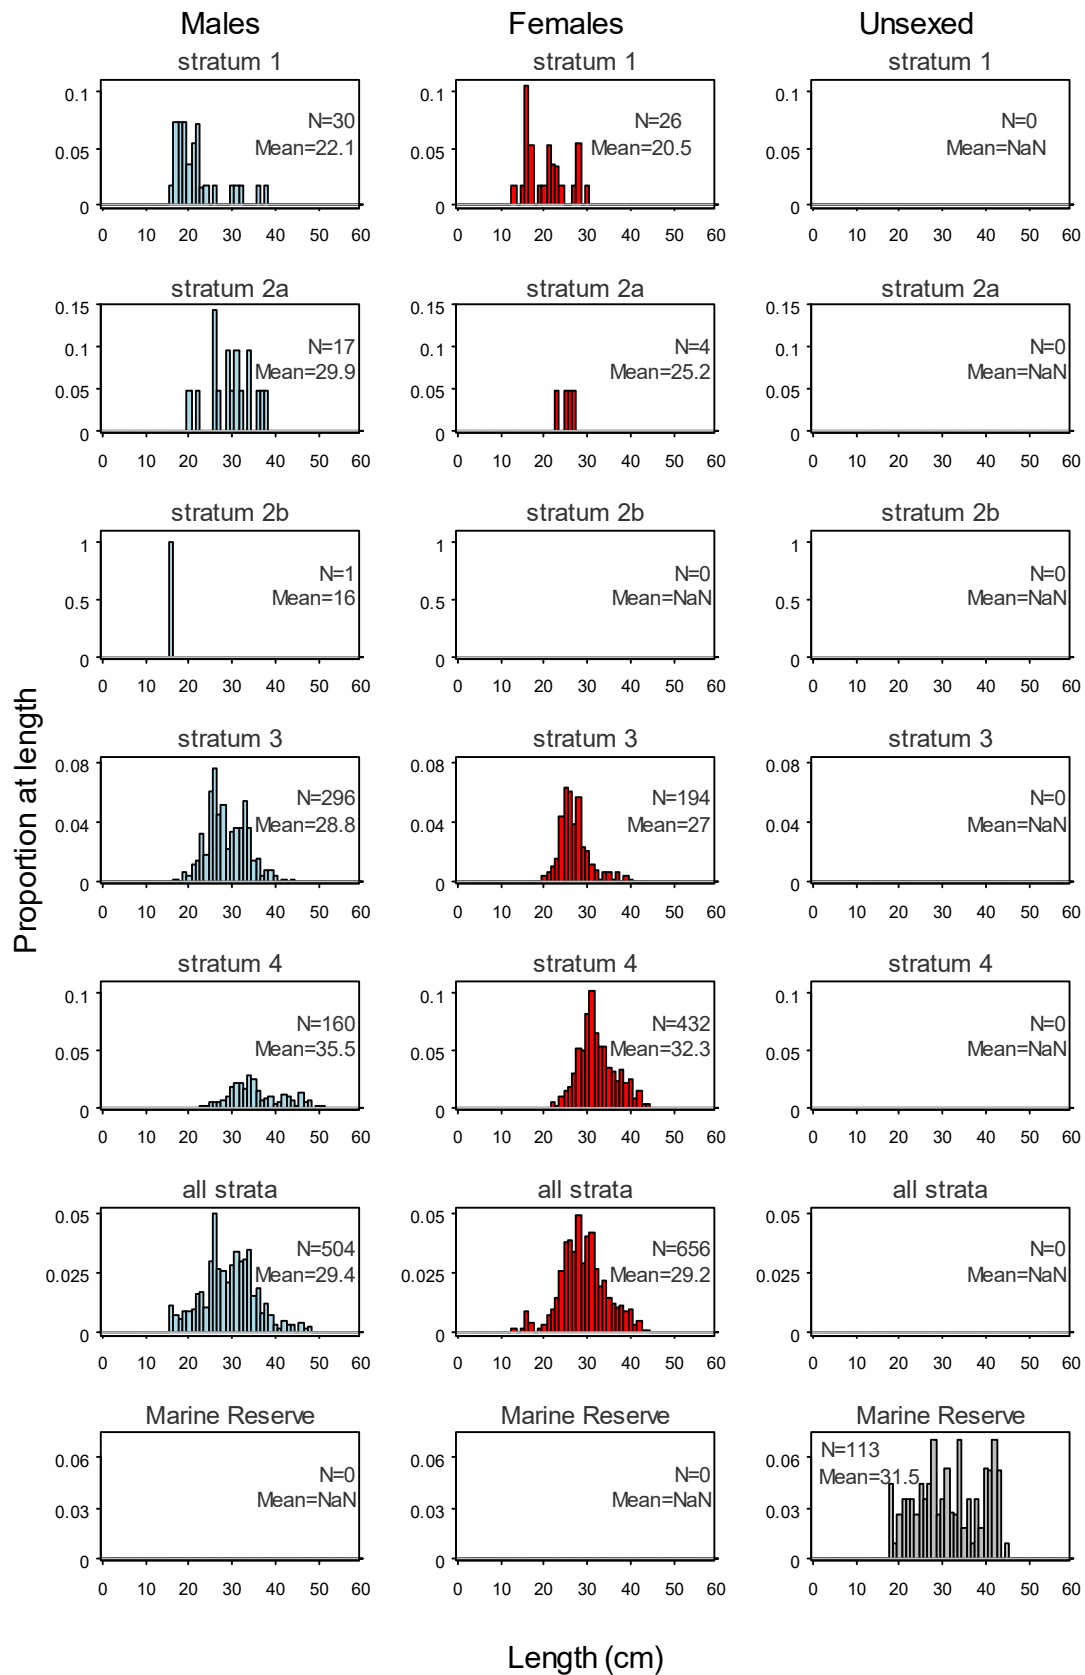 Males Females Unsexed
stratum 1 stratum 1 stratum 1
0.1 0.1 0.1
N=30 N=26 N=0
Mean=22.1 Mean=20.5 Mean=NaN
0.05 0.05 0.05
0 0 0
0 10 20 30 40 50 60 0 10 20 30 40 50 60 0 10 20 30 40 50 60
stratum 2a stratum 2a stratum 2a
0.15 0.15 0.15
N=17 N=4 N=0
0.1 0.1 0.1
Mean=29.9 Mean=25.2 Mean=NaN
0.05 0.05 0.05
0 0 0
0 10 20 30 40 50 60 0 10 20 30 40 50 60 0 10 20 30 40 50 60
stratum 2b stratum 2b stratum 2b
1 1 1
N=1 N=0 N=0
Mean=16 Mean=NaN Mean=NaN
0.5 0.5 0.5
0 0 0
0 10 20 30 40 50 60 0 10 20 30 40 50 60 0 10 20 30 40 50 60
Proportion at length
stratum 3 stratum 3 stratum 3
0.08 0.08 0.08
N=296 N=194 N=0
Mean=28.8 Mean=27 Mean=NaN
0.04 0.04 0.04
0 0 0
0 10 20 30 40 50 60 0 10 20 30 40 50 60 0 10 20 30 40 50 60
stratum 4 stratum 4 stratum 4
0.1 0.1 0.1
N=160 N=432 N=0
Mean=35.5 Mean=32.3 Mean=NaN
0.05 0.05 0.05
0 0 0
0 10 20 30 40 50 60 0 10 20 30 40 50 60 0 10 20 30 40 50 60
all strata all strata all strata
0.05 0.05 0.05
N=504 N=656 N=0
Mean=29.4 Mean=29.2 Mean=NaN
0.025 0.025 0.025
0 0 0
0 10 20 30 40 50 60 0 10 20 30 40 50 60 0 10 20 30 40 50 60
Marine Reserve Marine Reserve Marine Reserve
0.06 0.06 0.06
N=0 N=0 N=113
Mean=NaN Mean=NaN Mean=31.5
0.03 0.03 0.03
0 0 0
0 10 20 30 40 50 60 0 10 20 30 40 50 60 0 10 20 30 40 50 60
Length (cm)